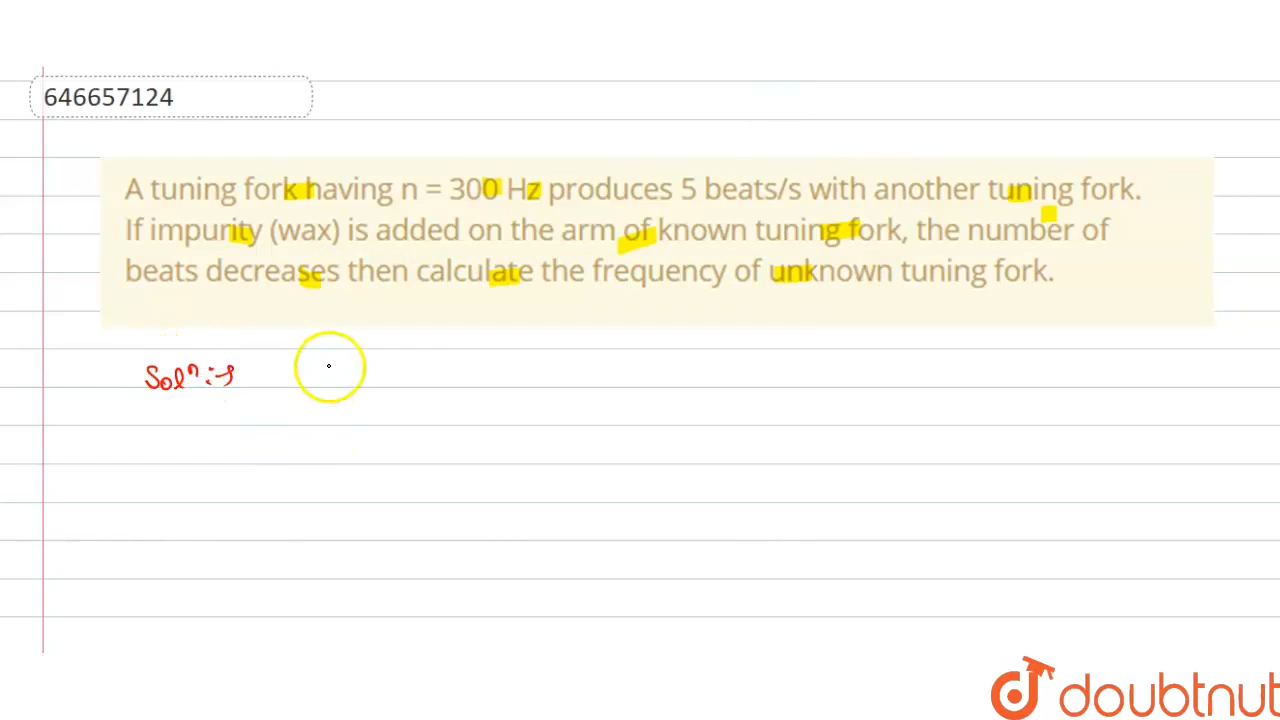 646657124
A tuning fork having n = 300 Hz produces 5 beats/s with another tuning fork.
If impurity (wax) is added on the arm of known tuning fork, the number of
beats decreases then calculate the frequency of unknown tuning fork.
Solⁿ :-
doubtnut